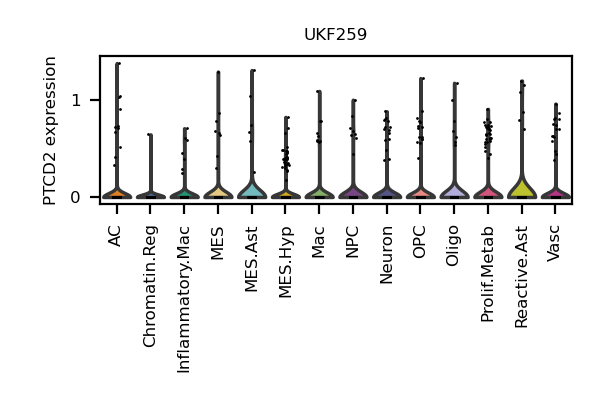 UKF259
PTCD2 expression
1
0
AC
Chromatin.Reg
Inflammatory.Mac
MES
MES.Ast
MES.Hyp
Mac
NPC
Neuron
OPC
Oligo
Prolif.Metab
Reactive.Ast
Vasc